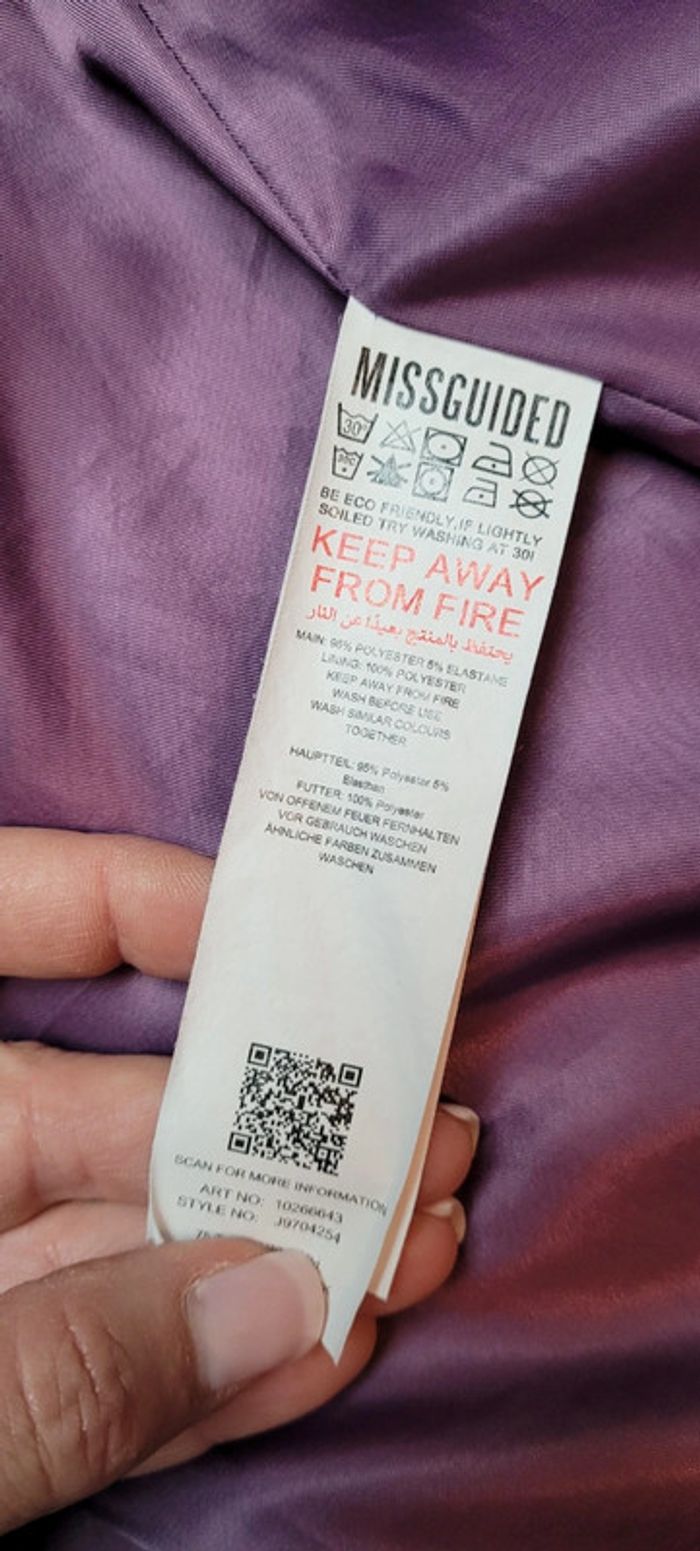 MISSGUIDED
30°
30C
BE ECO FRIENDLY, IF LIGHTLY
SOILED TRY WASHING AT 30!
KEEP AWAY
FROM FIRE
يحتفظ بالمنتج بعيدًا عن النار
MAIN: 95% POLYESTER 5% ELASTANE
LINING: 100% POLYESTER
KEEP AWAY FROM FIRE
WASH BEFORE USE
WASH SIMILAR COLOURS
TOGETHER
HAUPTTEIL: 95% Polyester 5%
Elasthan
FUTTER: 100% Polyester
VON OFFENEM FEUER FERNHALTEN
VOR GEBRAUCH WASCHEN
ÄHNLICHE FARBEN ZUSAMMEN
WASCHEN
SCAN FOR MORE INFORMATION
ART NO: 10266643
STYLE NO: J9704254